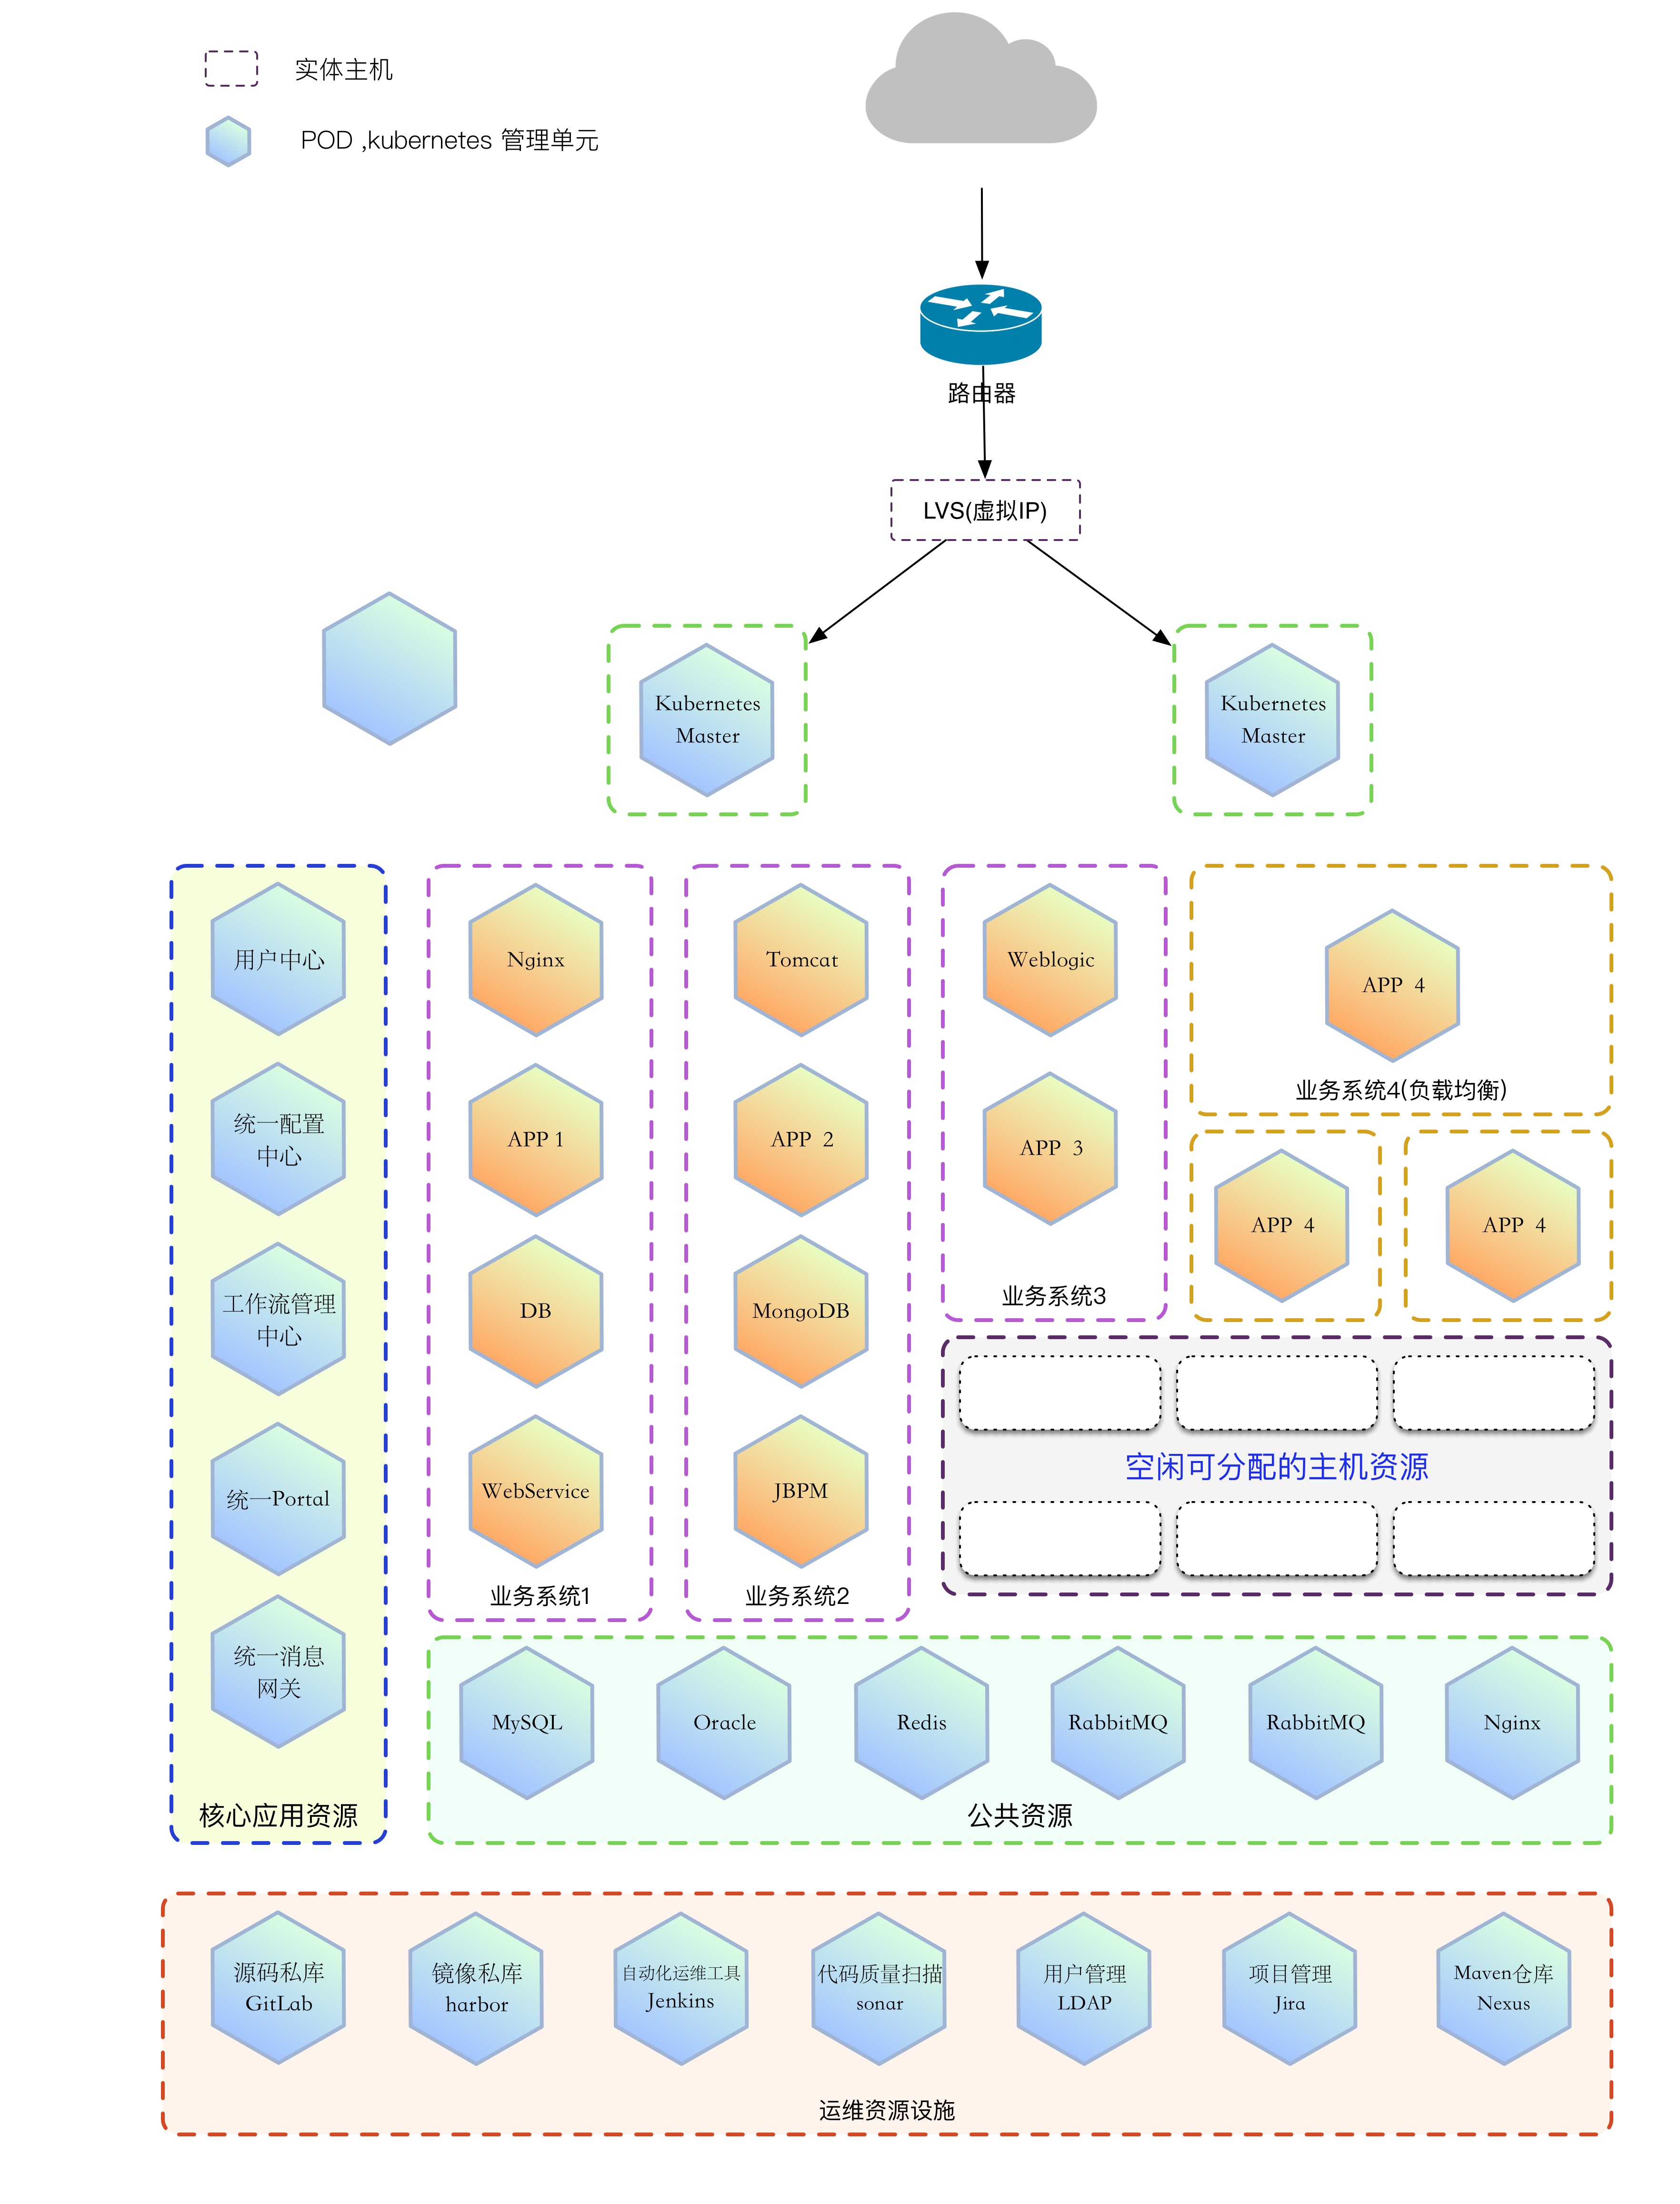 实体主机
POD ,kubernetes 管理单元
路由器
LVS(虚拟IP)
Kubernetes
Master
Kubernetes
Master
用户中心
统一配置
中心
工作流管理
中心
统一Portal
统一消息
网关
核心应用资源
Nginx
APP 1
DB
WebService
业务系统1
Tomcat
APP 2
MongoDB
JBPM
业务系统2
Weblogic
APP 3
业务系统3
APP 4
业务系统4(负载均衡)
APP 4
APP 4
空闲可分配的主机资源
MySQL
Oracle
Redis
RabbitMQ
RabbitMQ
Nginx
公共资源
源码私库
GitLab
镜像私库
harbor
自动化运维工具
Jenkins
代码质量扫描
sonar
用户管理
LDAP
项目管理
Jira
Maven仓库
Nexus
运维资源设施